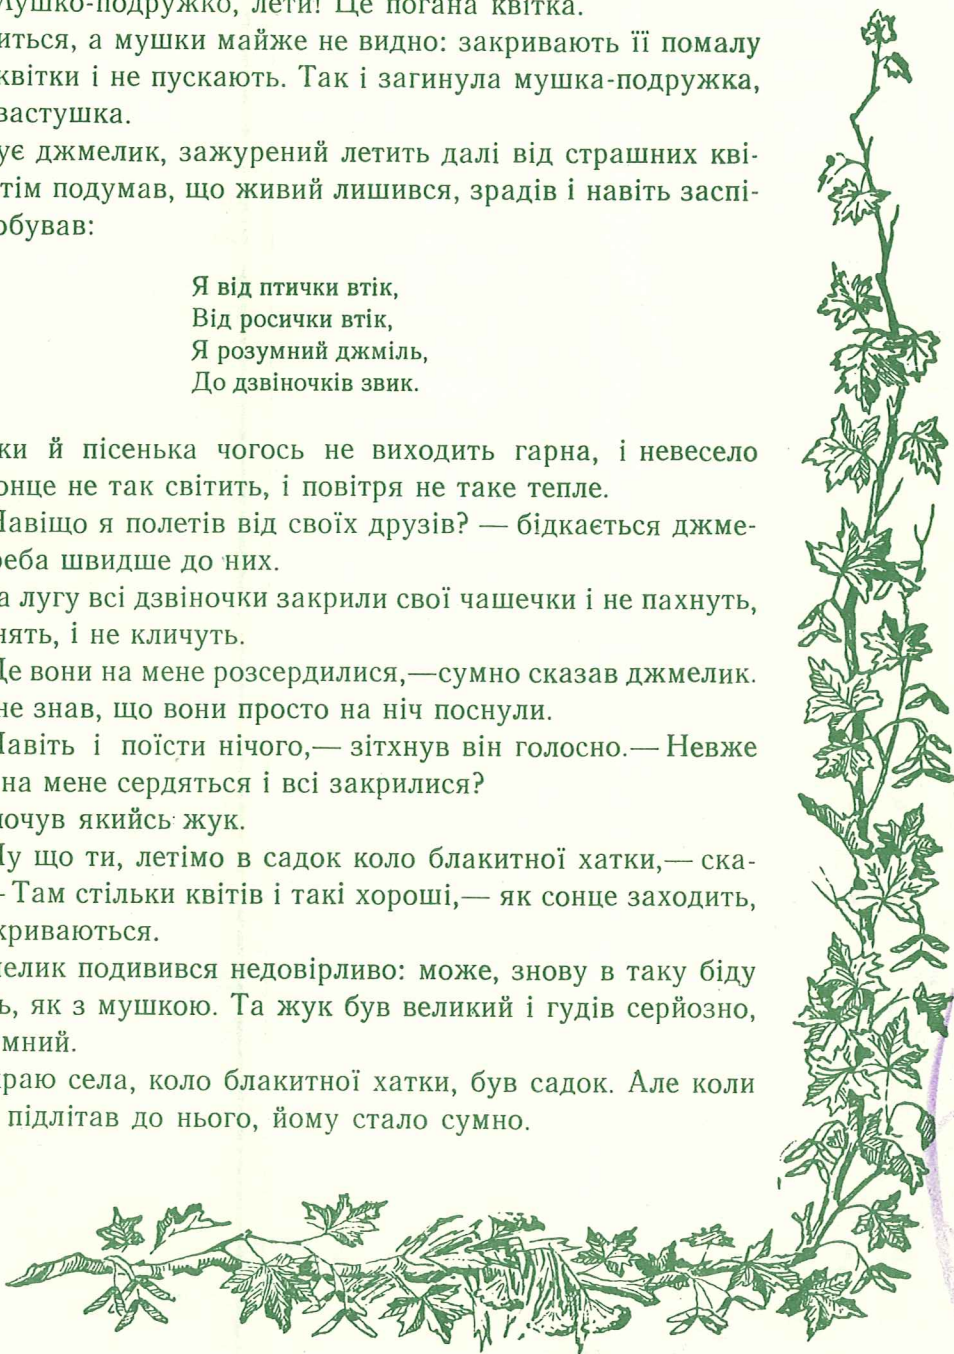 Мушко-подружко, лети! Це погана квітка.
иться, а мушки майже не видно: закривають її помалу
квітки і не пускають. Так і загинула мушка-подружка,
вастушка.
ує джмелик, зажурений летить далі від страшних кві-
тім подумав, що живий лишився, зрадів і навіть заспі-
обував:
Я від птички втік,
Від росички втік,
Я розумний джміль,
До дзвіночків звик.
ки й пісенька чогось не виходить гарна, і невесело
онце не так світить, і повітря не таке тепле.
Навіщо я полетів від своїх друзів? — бідкається джме-
реба швидше до них.
а лугу всі дзвіночки закрили свої чашечки і не пахнуть,
нять, і не кличуть.
Це вони на мене розсердилися,—сумно сказав джмелик.
не знав, що вони просто на ніч поснули.
Навіть і поїсти нічого,— зітхнув він голосно.— Невже
на мене сердяться і всі закрилися?
почув якийсь жук.
Ну що ти, летімо в садок коло блакитної хатки,— ска-
— Там стільки квітів і такі хороші,— як сонце заходить,
криваються.
мелик подивився недовірливо: може, знову в таку біду
ь, як з мушкою. Та жук був великий і гудів серйозно,
мний.
краю села, коло блакитної хатки, був садок. Але коли
підлітав до нього, йому стало сумно.